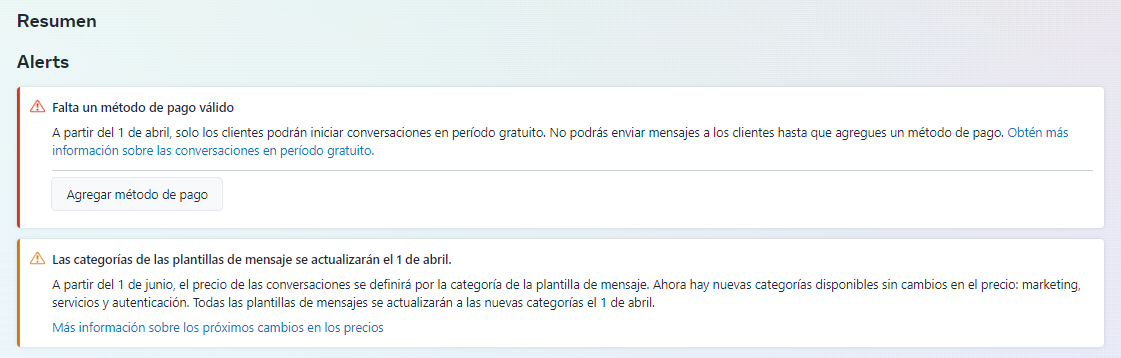 Resumen
Alerts
Falta un método de pago válido
A partir del 1 de abril, solo los clientes podrán iniciar conversaciones en período gratuito. No podrás enviar mensajes a los clientes hasta que agregues un método de pago. Obtén más
información sobre las conversaciones en período gratuito.
Agregar método de pago
Las categorías de las plantillas de mensaje se actualizarán el 1 de abril.
A partir del 1 de junio, el precio de las conversaciones se definirá por la categoría de la plantilla de mensaje. Ahora hay nuevas categorías disponibles sin cambios en el precio: marketing,
servicios y autenticación. Todas las plantillas de mensajes se actualizarán a las nuevas categorías el 1 de abril.
Más información sobre los próximos cambios en los precios